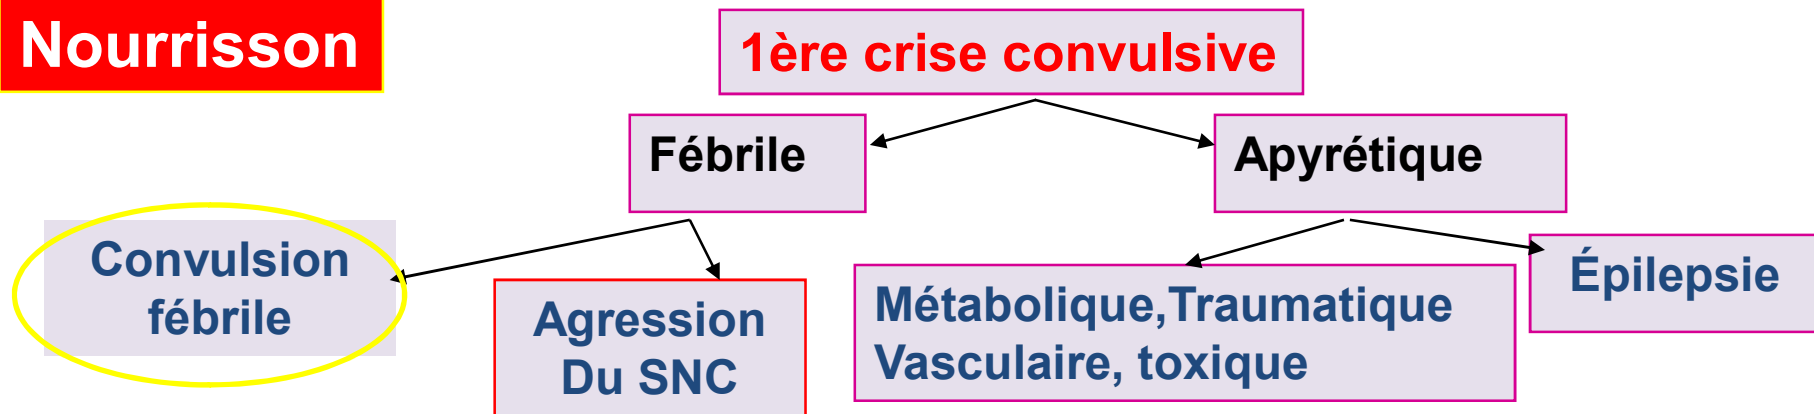 Nourrisson
1ère crise convulsive
Fébrile
Apyrétique
Convulsion
fébrile
Agression
Du SNC
Métabolique,Traumatique
Vasculaire, toxique
Épilepsie